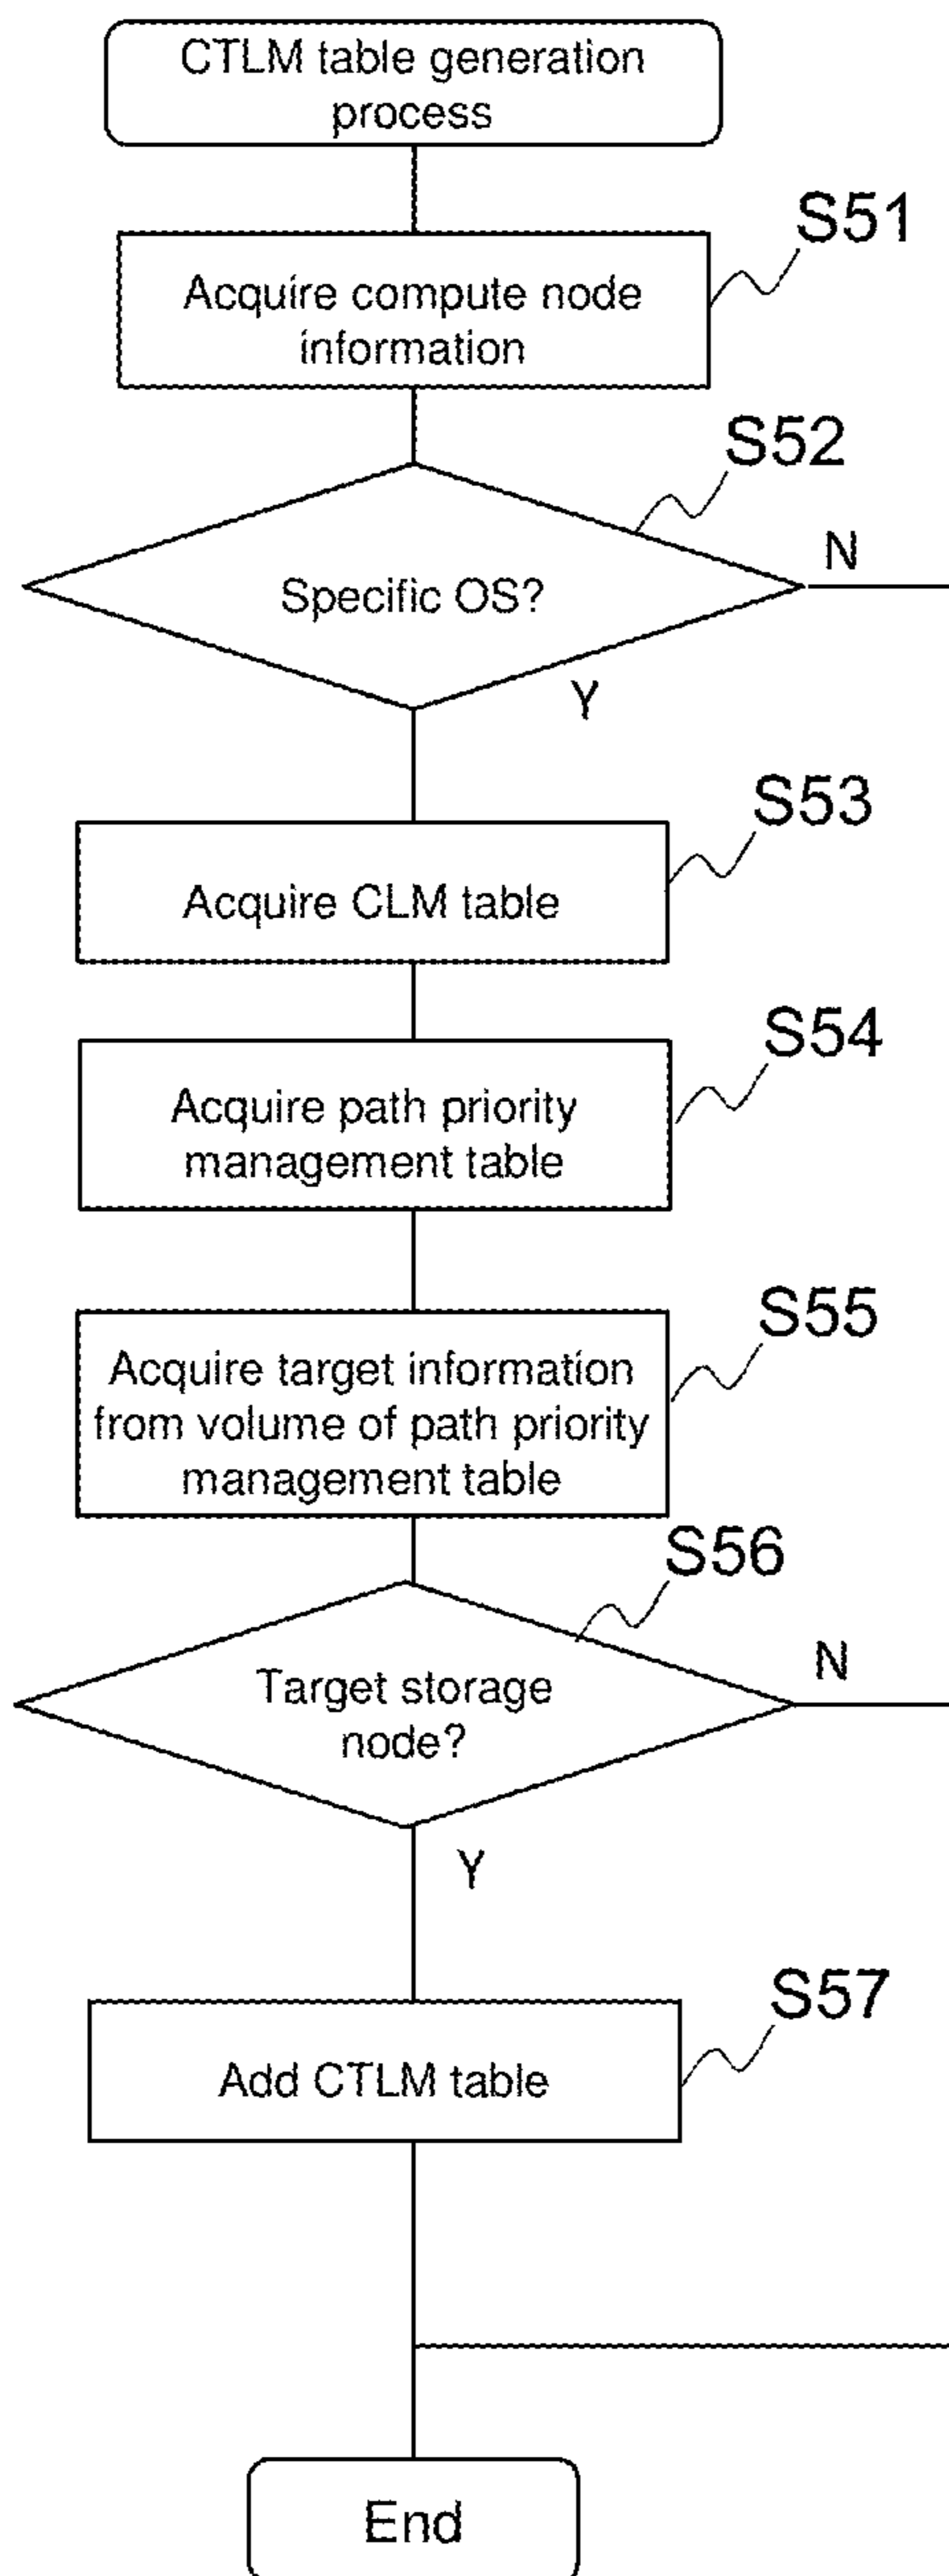 CTLM table generation
process
S51
Acquire compute node
information
S52
N
Specific OS?
Y
S53
Acquire CLM table
S54
Acquire path priority
management table
S55
Acquire target information
from volume of path priority
management table
S56
N
Target storage
node?
Y
S57
Add CTLM table
End